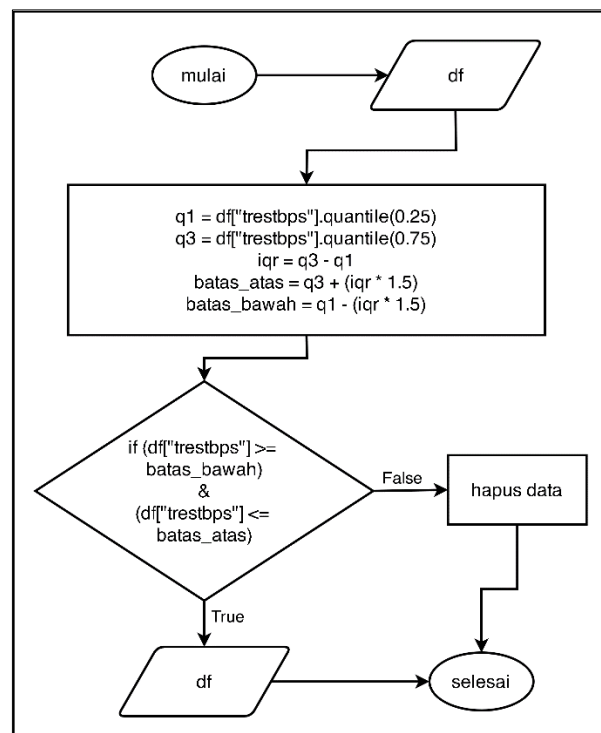 mulai
df
q1 = df["trestbps"].quantile(0.25)
q3 = df["trestbps"].quantile(0.75)
iqr = q3 - q1
batas_atas = q3 + (iqr * 1.5)
batas_bawah = q1 - (iqr * 1.5)
if (df["trestbps"] >=
batas_bawah)
&
(df["trestbps"] <=
batas_atas)
False
hapus data
True
df
selesai